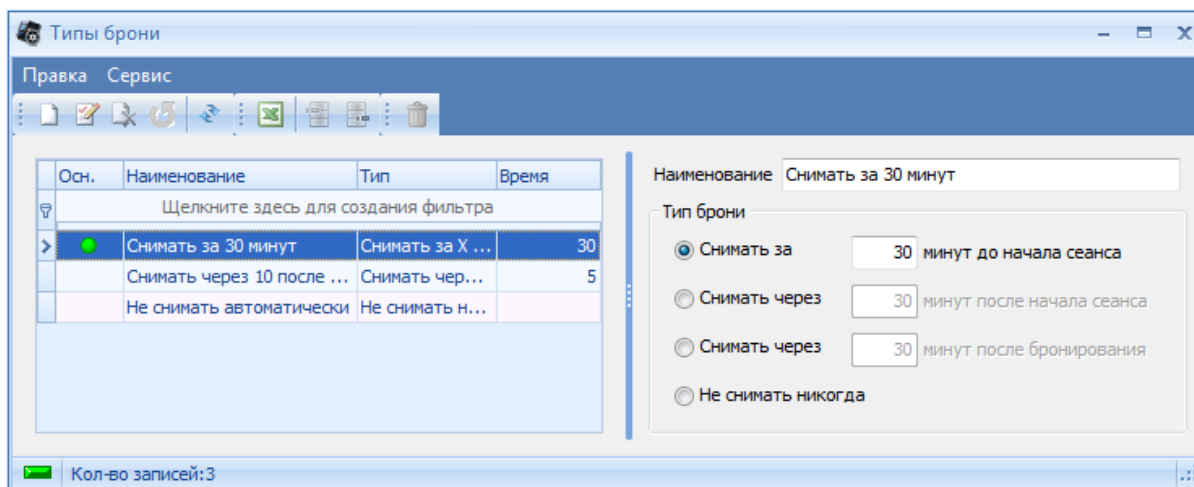 Типы брони
Правка Сервис
Осн. Наименование Тип Время
Щелкните здесь для создания фильтра
Снимать за 30 минут Снимать за X ... 30
Снимать через 10 после ... Снимать чер... 5
Не снимать автоматически Не снимать н...
Наименование Снимать за 30 минут
Тип брони
Снимать за 30 минут до начала сеанса
Снимать через 30 минут после начала сеанса
Снимать через 30 минут после бронирования
Не снимать никогда
Кол-во записей:3